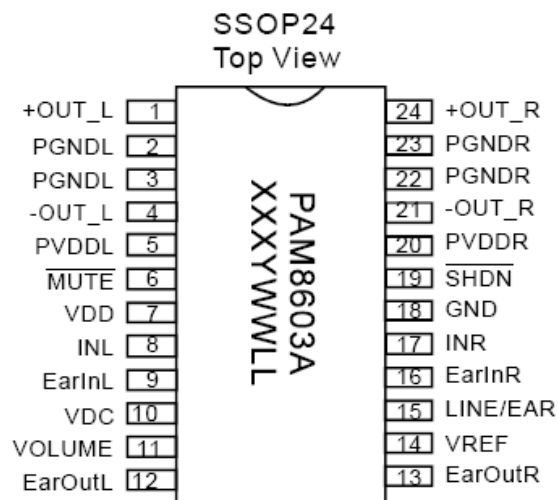 SSOP24
Top View
+OUT_L 1
PGNDL 2
PGNDL 3
-OUT_L 4
PVDDL 5
MUTE 6
VDD 7
INL 8
EarInL 9
VDC 10
VOLUME 11
EarOutL 12
PAM8603A
XXXYWWLL
24 +OUT_R
23 PGNDR
22 PGNDR
21 -OUT_R
20 PVDDR
19 SHDN
18 GND
17 INR
16 EarInR
15 LINE/EAR
14 VREF
13 EarOutR